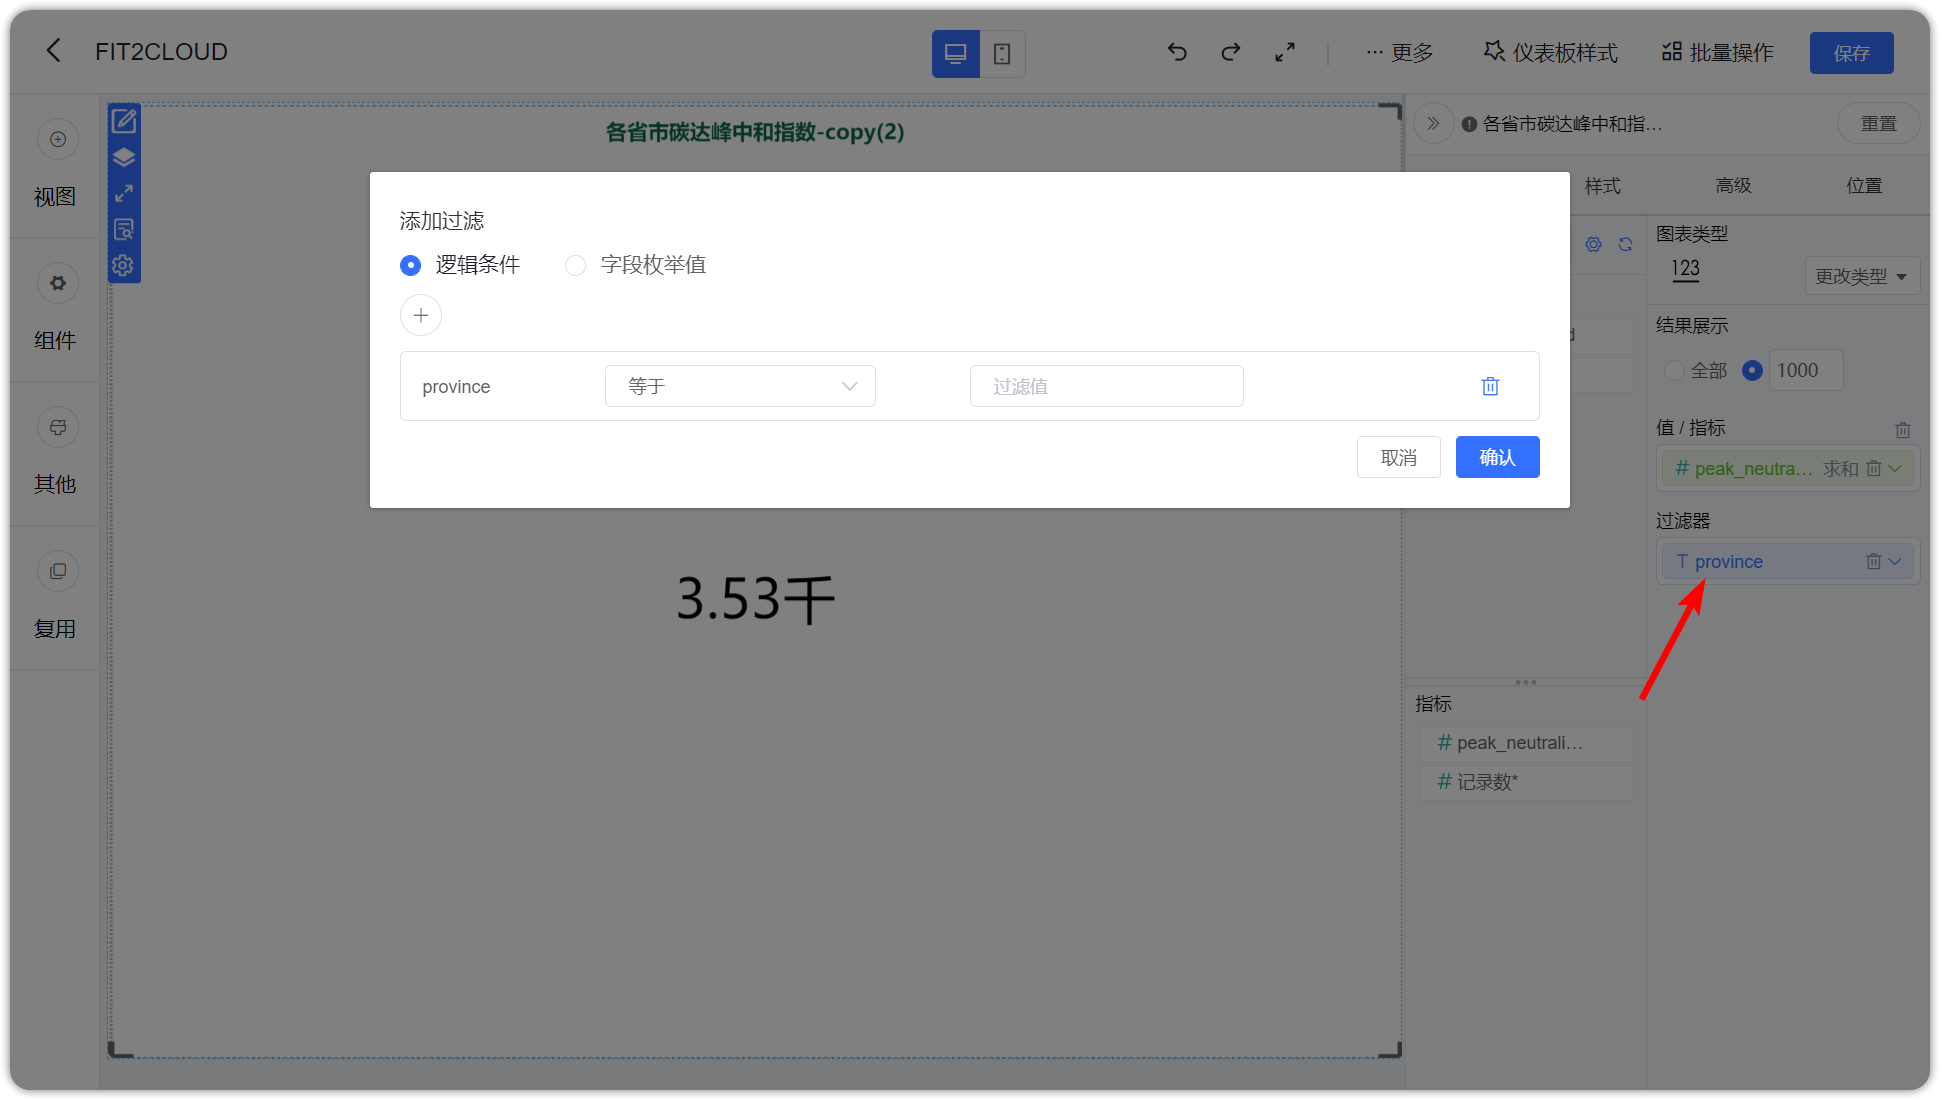 FIT2CLOUD
更多
仪表板样式
批量操作
保存
视图
组件
其他
复用
各省市碳达峰中和指数-copy(2)
3.53千
添加过滤
逻辑条件
字段枚举值
province
等于
过滤值
取消
确认
各省市碳达峰中和指...
重置
样式
高级
位置
d
图表类型
123
更改类型
结果展示
全部
1000
值 / 指标
# peak_neutra... 求和
过滤器
T province
指标
# peak_neutrali...
# 记录数*